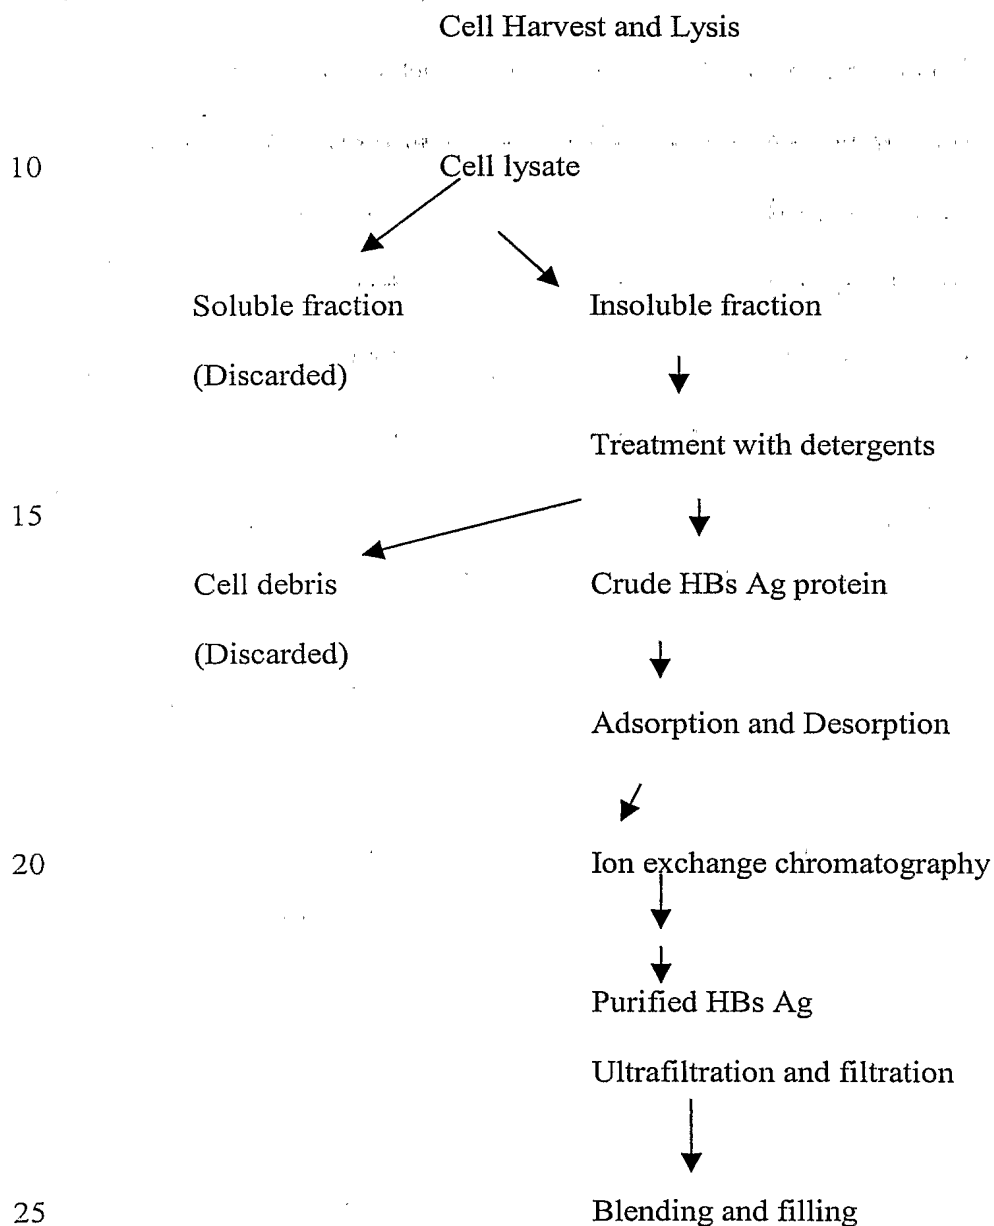 Cell Harvest and Lysis
10 Cell lysate
Soluble fraction Insoluble fraction
(Discarded)
Treatment with detergents
15
Cell debris Crude HBs Ag protein
(Discarded)
Adsorption and Desorption
20 Ion exchange chromatography
Purified HBs Ag
Ultrafiltration and filtration
25 Blending and filling